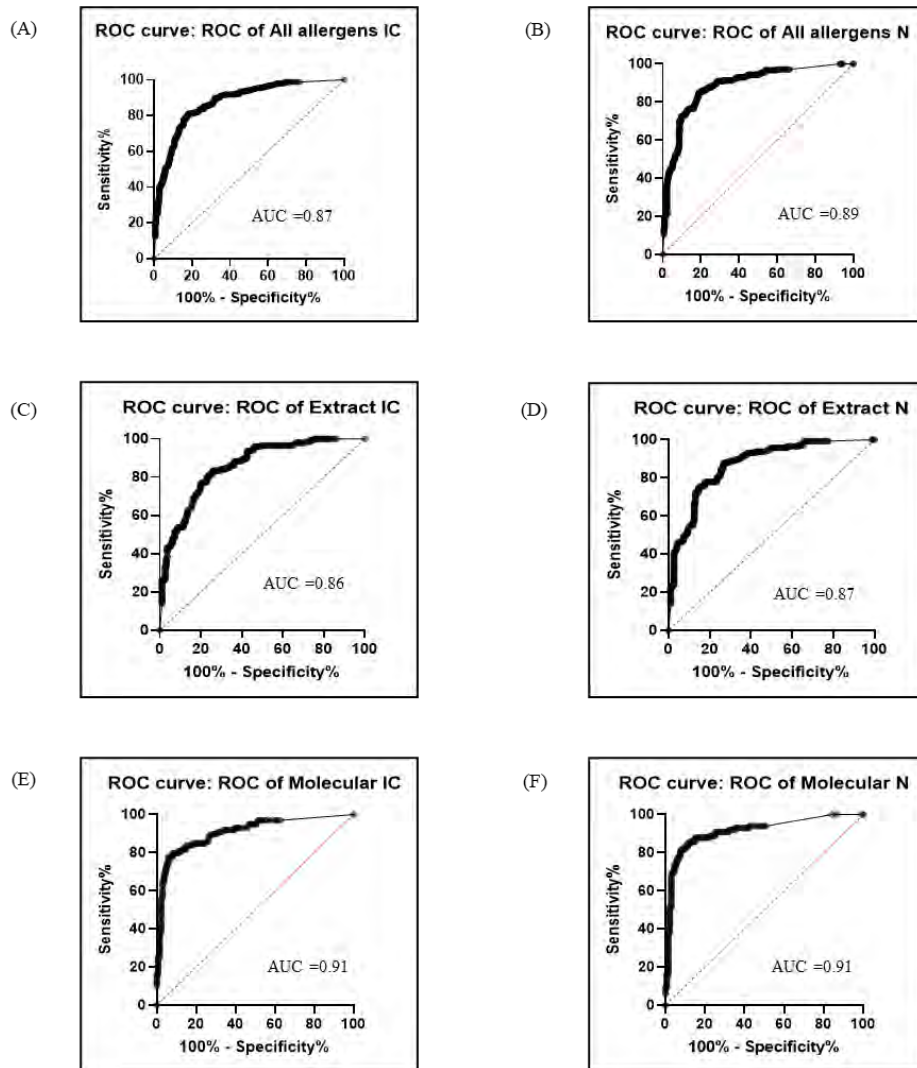 (A)
ROC curve: ROC of All allergens IC
100
80
60
40
20
0
Sensitivity%
AUC =0.87
0 20 40 60 80 100
100% - Specificity%
(B)
ROC curve: ROC of All allergens N
100
80
60
40
20
0
Sensitivity%
AUC =0.89
0 20 40 60 80 100
100% - Specificity%
(C)
ROC curve: ROC of Extract IC
100
80
60
40
20
0
Sensitivity%
AUC =0.86
0 20 40 60 80 100
100% - Specificity%
(D)
ROC curve: ROC of Extract N
100
80
60
40
20
0
Sensitivity%
AUC =0.87
0 20 40 60 80 100
100% - Specificity%
(E)
ROC curve: ROC of Molecular IC
100
80
60
40
20
0
Sensitivity%
AUC =0.91
0 20 40 60 80 100
100% - Specificity%
(F)
ROC curve: ROC of Molecular N
100
80
60
40
20
0
Sensitivity%
AUC =0.91
0 20 40 60 80 100
100% - Specificity%